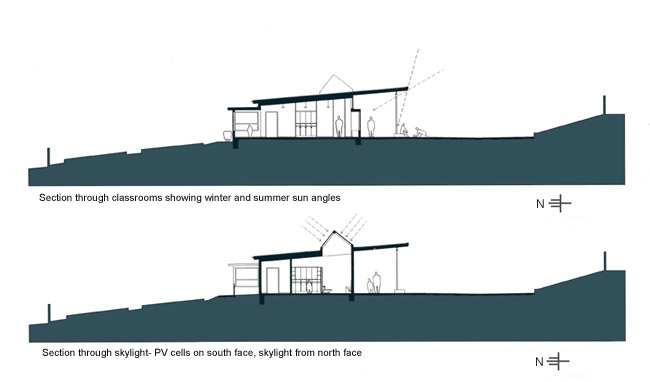 Section through classrooms showing winter and summer sun angles
N
Section through skylight- PV cells on south face, skylight from north face
N